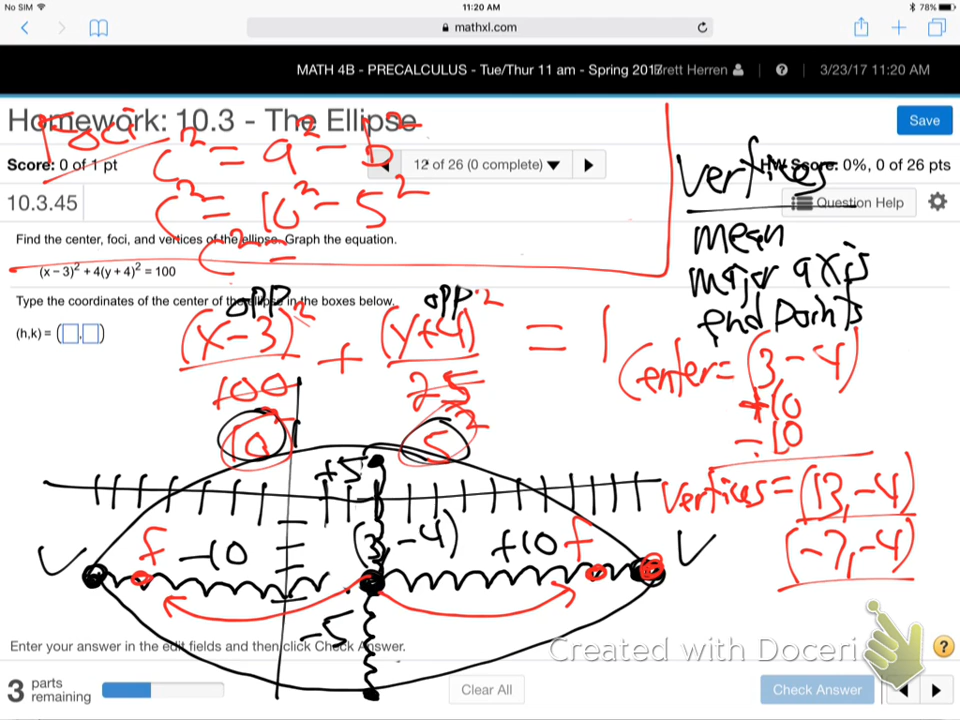 No SIM 11:20 AM 78%
mathxl.com
MATH 4B - PRECALCULUS - Tue/Thur 11 am - Spring 2017 Brett Herren 3/23/17 11:20 AM
Homework: 10.3 - The Ellipse Save
Foci
c² = a² - b²
Score: 0 of 1 pt 12 of 26 (0 complete) HW Score: 0%, 0 of 26 pts
vertices
10.3.45 Question Help
c² = 10² - 5²
mean
Find the center, foci, and vertices of the ellipse. Graph the equation.
c² =
(x – 3)² + 4(y + 4)² = 100
major axis
Type the coordinates of the center of the ellipse in the boxes below.
opp opp
end points
(h,k) = ( , )
(x-3)² / 100 + (y+4)² / 25 = 1
Center = (3, -4)
+10
-10
10² 5²
+5
Vertices = (13, -4)
(-7, -4)
V f -10 (3, -4) +10 f V
-5
Enter your answer in the edit fields and then click Check Answer.
Created with Doceri
3 parts remaining Clear All Check Answer